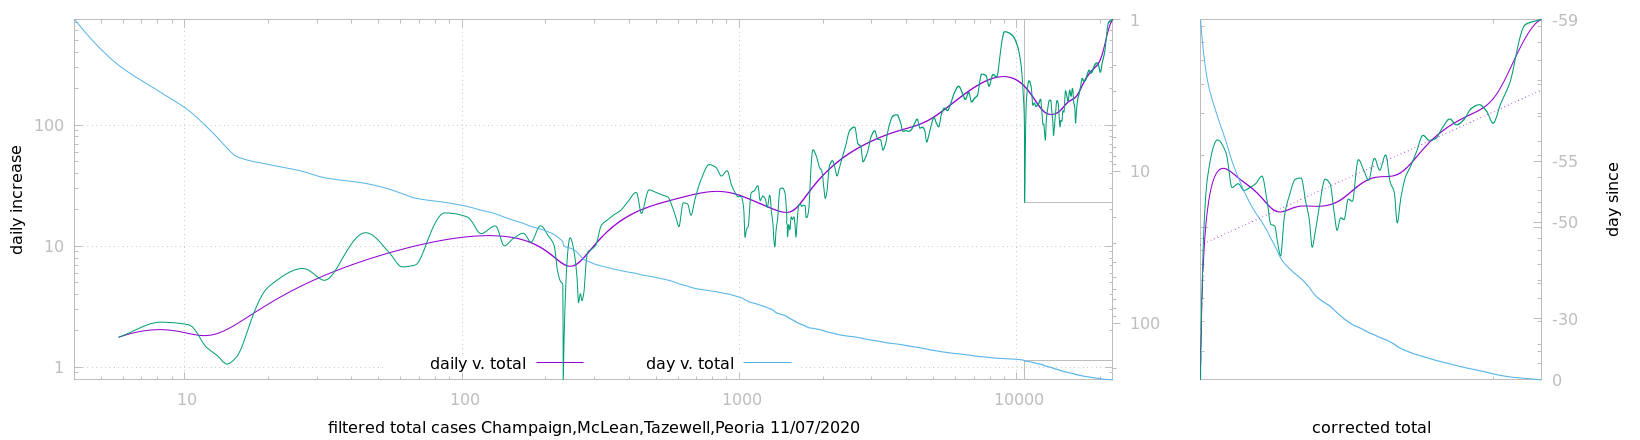 1
-59
100
daily increase
10
-55
10
-50
day since
100
-30
1
daily v. total
day v. total
0
10
100
1000
10000
filtered total cases Champaign,McLean,Tazewell,Peoria 11/07/2020
corrected total